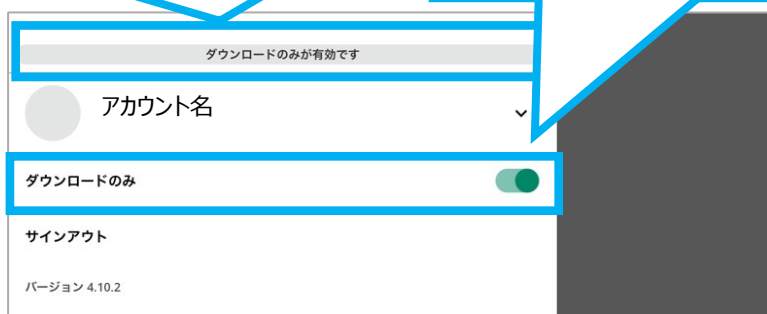 ダウンロードのみが有効です
アカウント名
ダウンロードのみ
サインアウト
バージョン 4.10.2